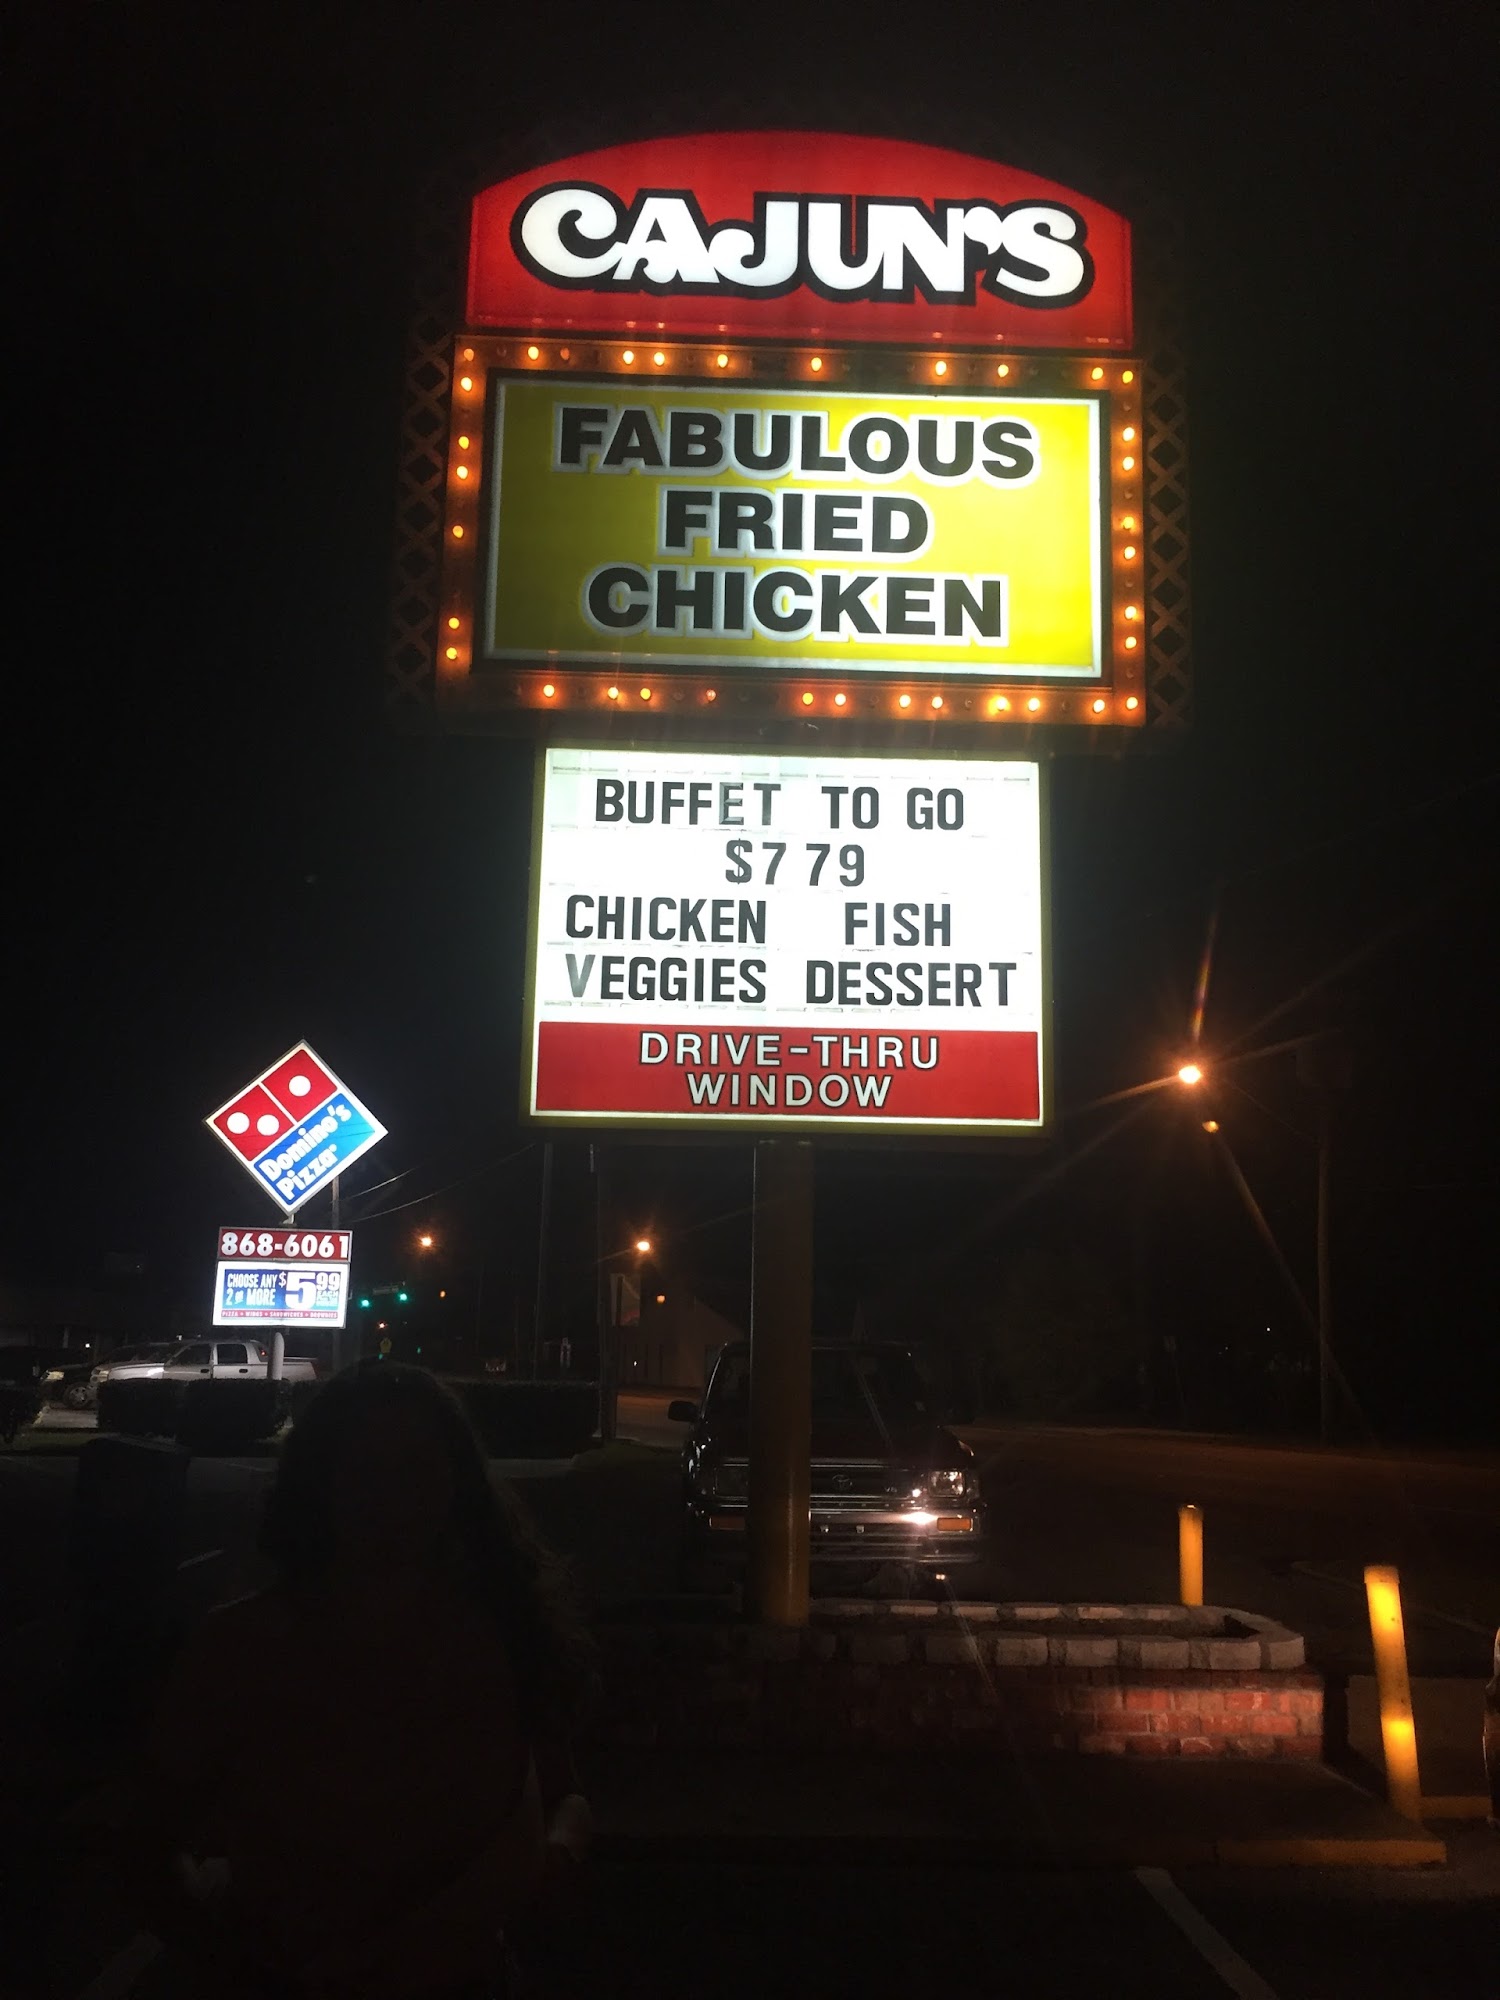 CAJUN'S
FABULOUS
FRIED
CHICKEN
BUFFET TO GO
$7 79
CHICKEN FISH
VEGGIES DESSERT
DRIVE-THRU
WINDOW
Domino's
Pizza
868-6061
CHOOSE ANY
2 OR MORE
$5 99